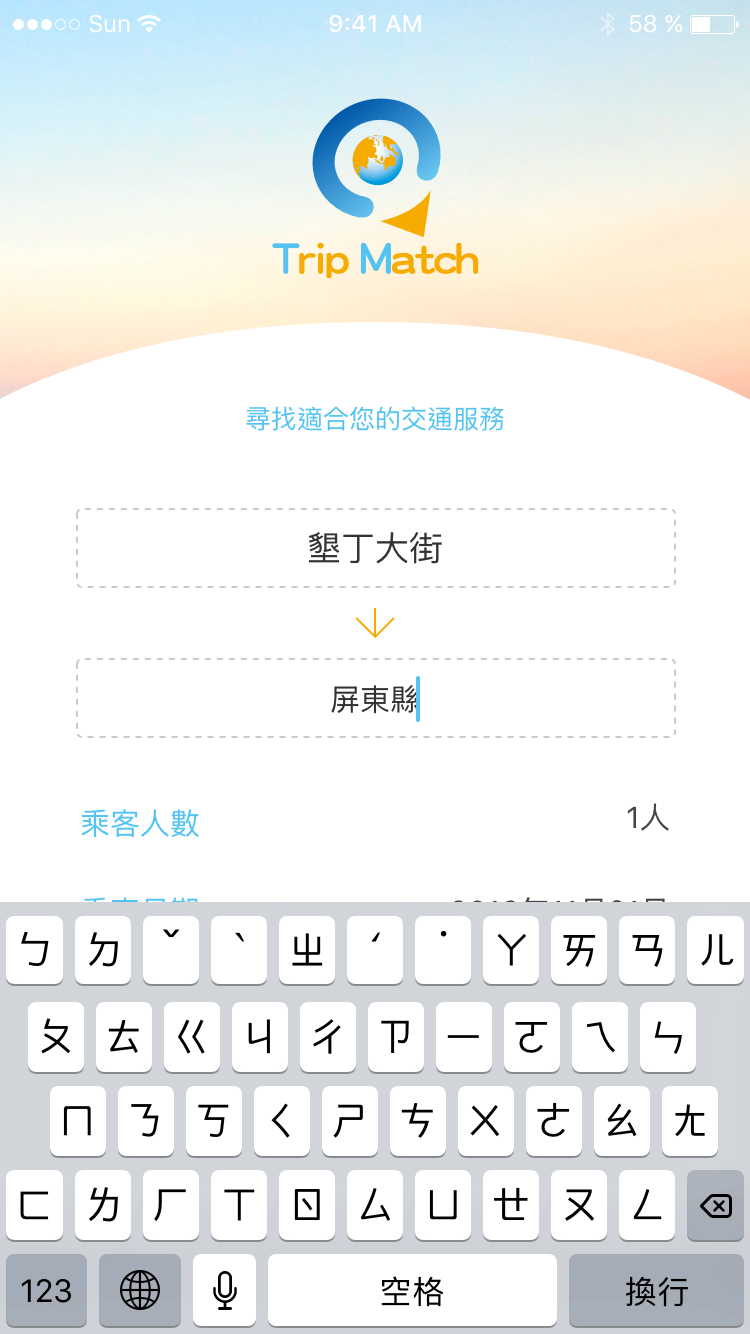 Sun 9:41 AM 58 %
Trip Match
尋找適合您的交通服務
墾丁大街
屏東縣
乘客人數 1人
ㄅ ㄉ ˇ ˋ ㄓ ˊ ˙ ㄚ ㄞ ㄢ ㄦ
ㄆ ㄊ ㄍ ㄐ ㄔ ㄗ ㄧ ㄛ ㄟ ㄣ
ㄇ ㄋ ㄎ ㄑ ㄕ ㄘ ㄨ ㄜ ㄠ ㄤ
ㄈ ㄌ ㄏ ㄒ ㄖ ㄙ ㄩ ㄝ ㄡ ㄥ
123 空格 換行